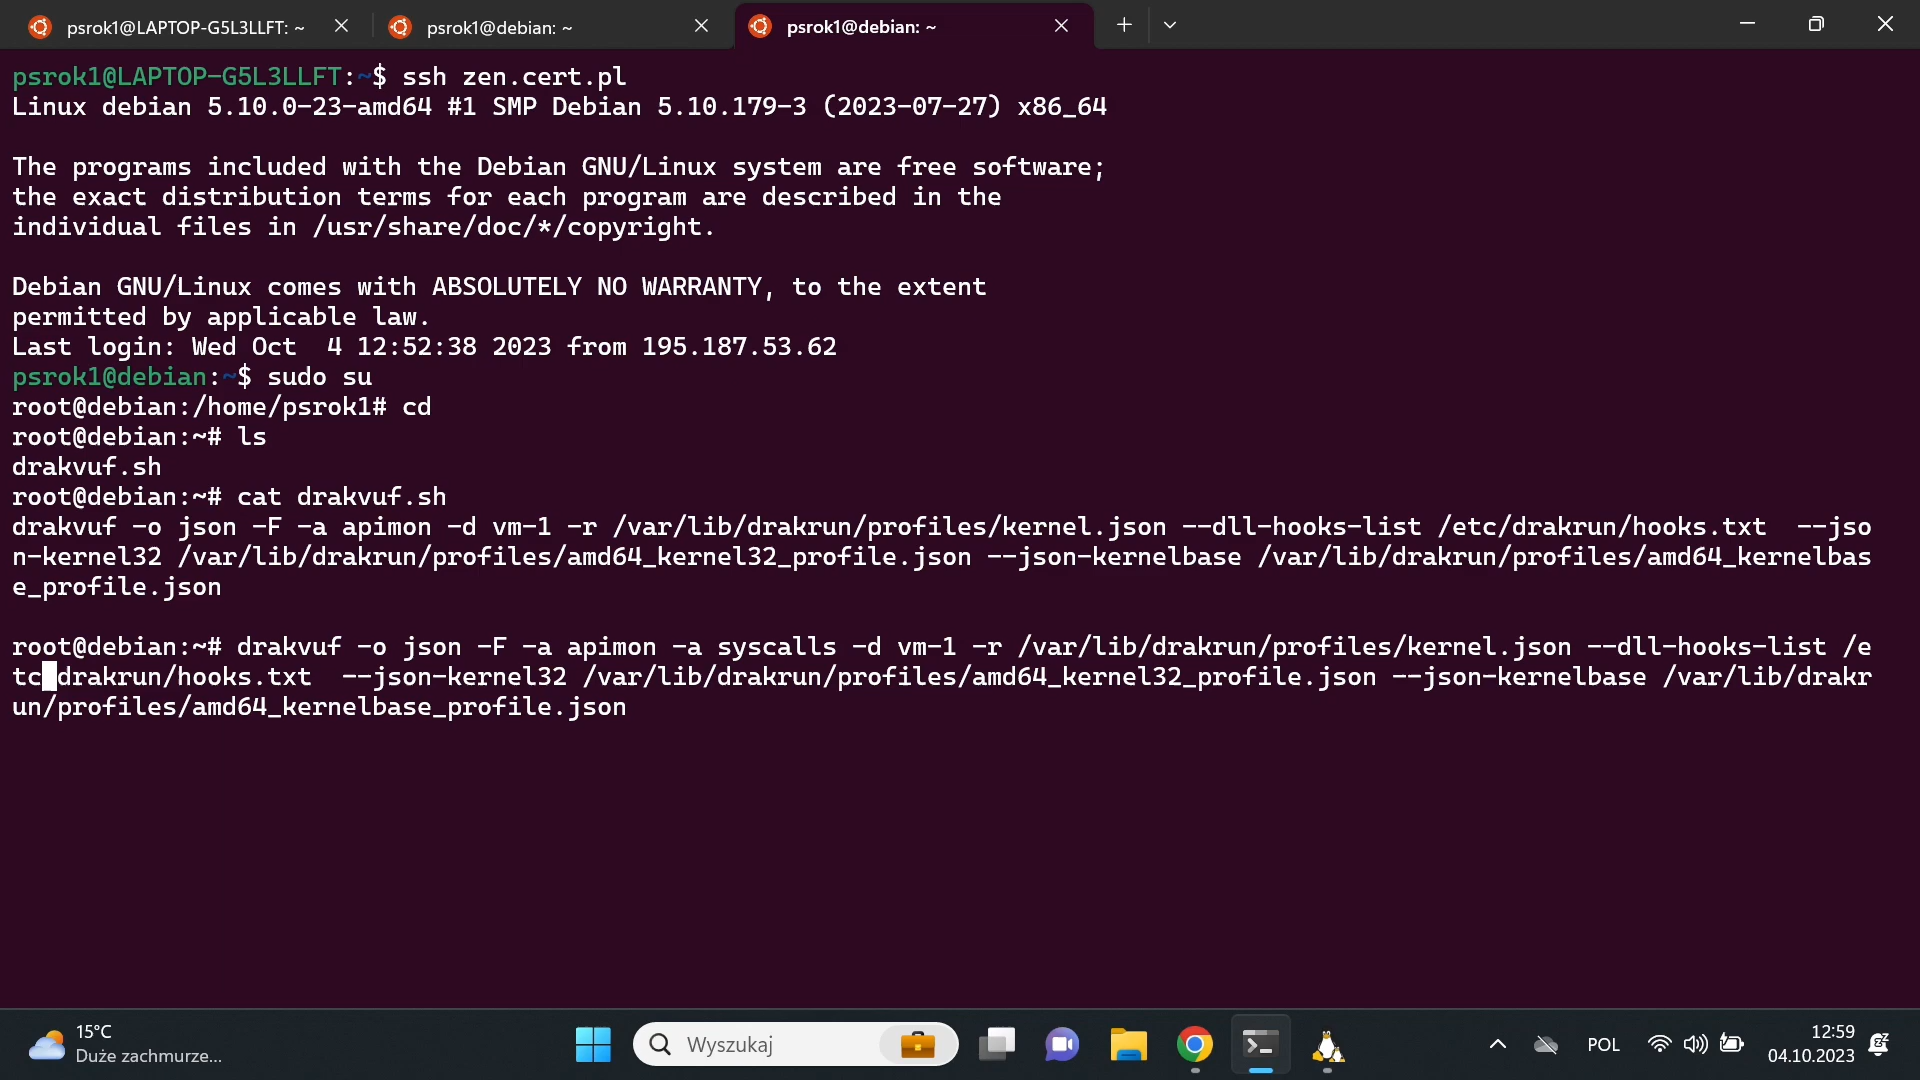 psrok1@LAPTOP-G5L3LLFT: ~
psrok1@debian: ~
psrok1@debian: ~
psrok1@LAPTOP-G5L3LLFT:~$ ssh zen.cert.pl
Linux debian 5.10.0-23-amd64 #1 SMP Debian 5.10.179-3 (2023-07-27) x86_64
The programs included with the Debian GNU/Linux system are free software;
the exact distribution terms for each program are described in the
individual files in /usr/share/doc/*/copyright.
Debian GNU/Linux comes with ABSOLUTELY NO WARRANTY, to the extent
permitted by applicable law.
Last login: Wed Oct  4 12:52:38 2023 from 195.187.53.62
psrok1@debian:~$ sudo su
root@debian:/home/psrok1# cd
root@debian:~# ls
drakvuf.sh
root@debian:~# cat drakvuf.sh
drakvuf -o json -F -a apimon -d vm-1 -r /var/lib/drakrun/profiles/kernel.json --dll-hooks-list /etc/drakrun/hooks.txt  --jso
n-kernel32 /var/lib/drakrun/profiles/amd64_kernel32_profile.json --json-kernelbase /var/lib/drakrun/profiles/amd64_kernelbas
e_profile.json
root@debian:~# drakvuf -o json -F -a apimon -a syscalls -d vm-1 -r /var/lib/drakrun/profiles/kernel.json --dll-hooks-list /e
tc drakrun/hooks.txt  --json-kernel32 /var/lib/drakrun/profiles/amd64_kernel32_profile.json --json-kernelbase /var/lib/drakr
un/profiles/amd64_kernelbase_profile.json
15°C
Duże zachmurze...
Wyszukaj
POL
12:59
04.10.2023